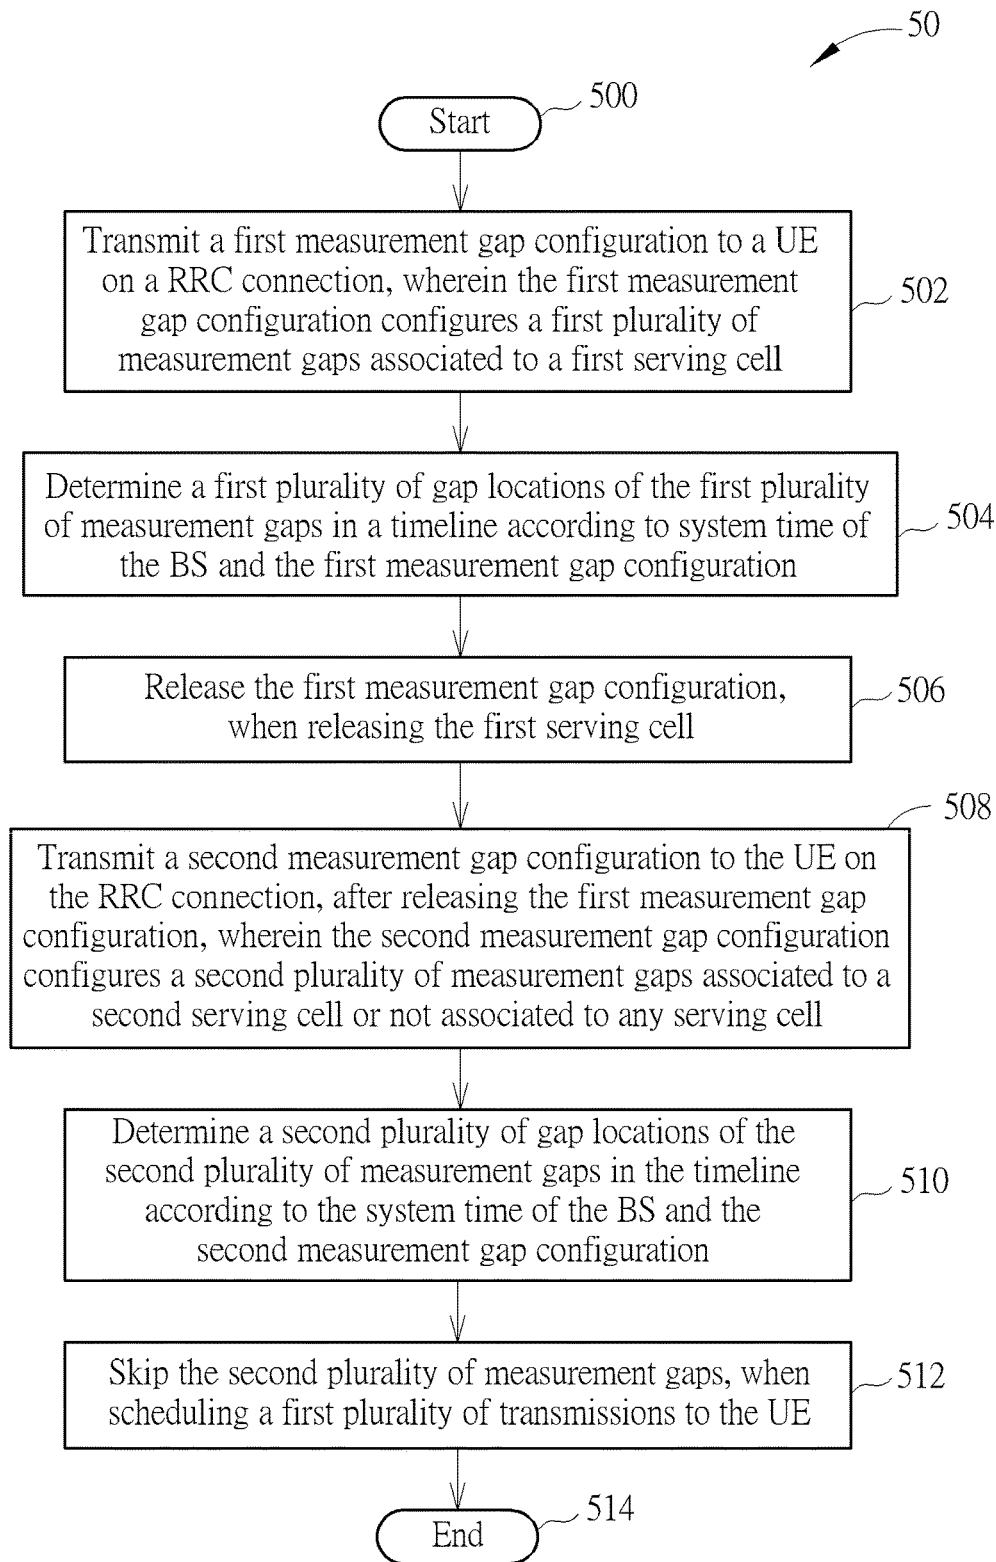 50
Start
500
Transmit a first measurement gap configuration to a UE
on a RRC connection, wherein the first measurement
gap configuration configures a first plurality of
measurement gaps associated to a first serving cell
502
Determine a first plurality of gap locations of the first plurality
of measurement gaps in a timeline according to system time of
the BS and the first measurement gap configuration
504
Release the first measurement gap configuration,
when releasing the first serving cell
506
508
Transmit a second measurement gap configuration to the UE on
the RRC connection, after releasing the first measurement gap
configuration, wherein the second measurement gap configuration
configures a second plurality of measurement gaps associated to a
second serving cell or not associated to any serving cell
Determine a second plurality of gap locations of the
second plurality of measurement gaps in the timeline
according to the system time of the BS and the
second measurement gap configuration
510
Skip the second plurality of measurement gaps, when
scheduling a first plurality of transmissions to the UE
512
End
514